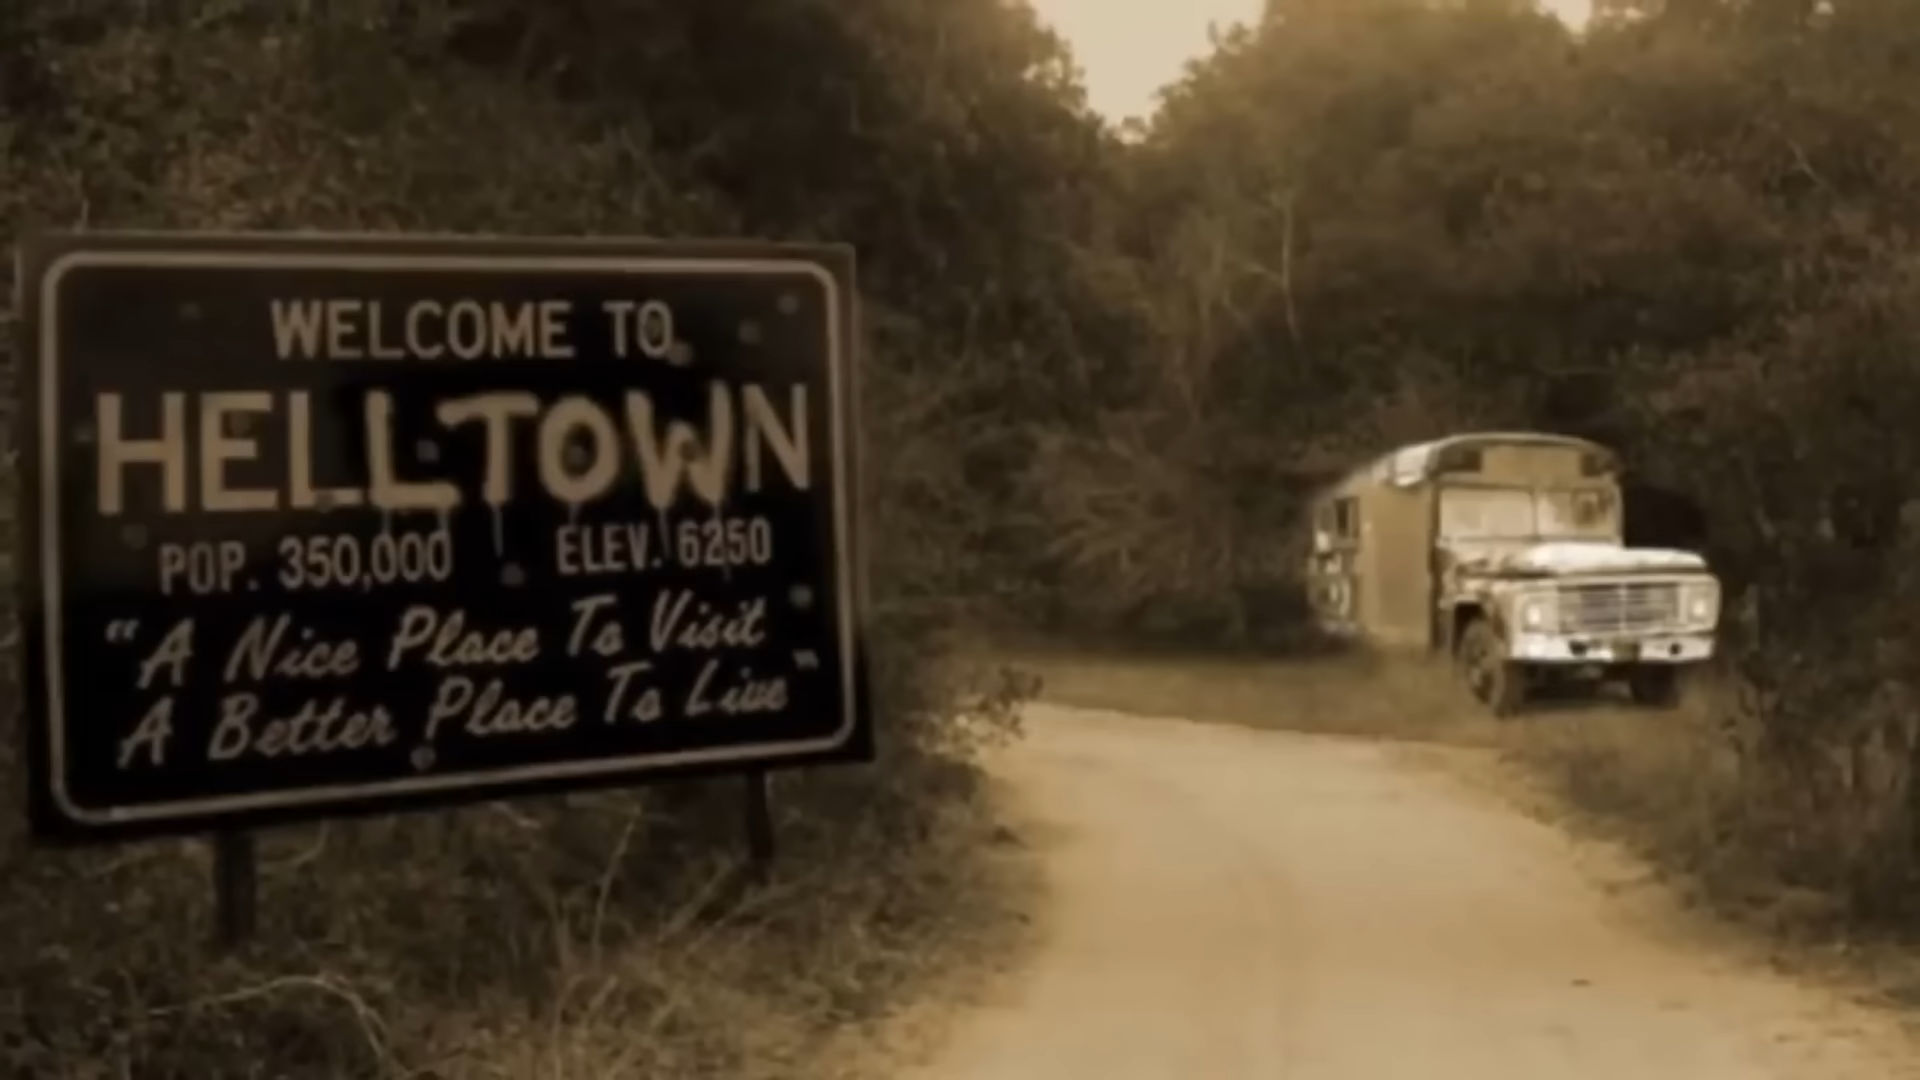 WELCOME TO
HELLTOWN
POP. 350,000 ELEV. 6250
"A Nice Place To Visit
A Better Place To Live"